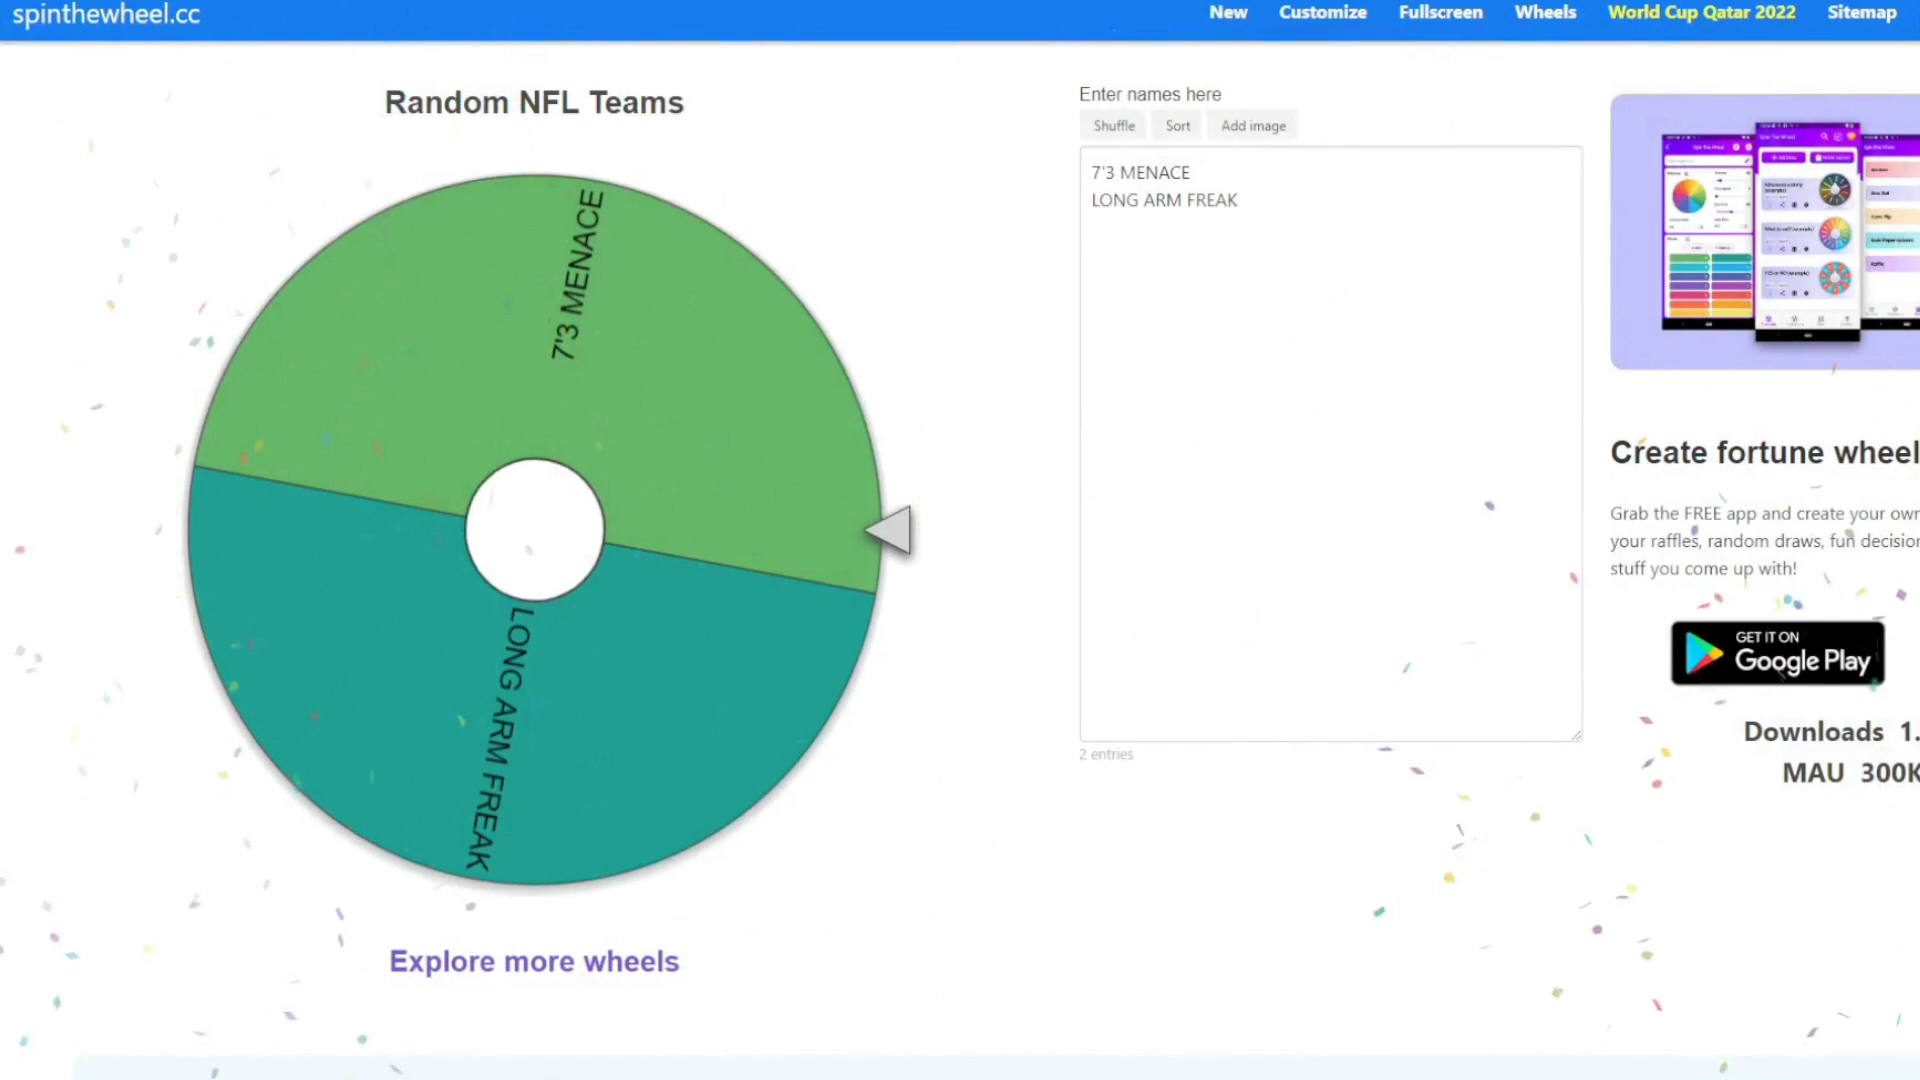 spinthewheel.cc
New Customize Fullscreen Wheels World Cup Qatar 2022 Sitemap
Random NFL Teams
7'3 MENACE
LONG ARM FREAK
Explore more wheels
Enter names here
Shuffle Sort Add image
7'3 MENACE
LONG ARM FREAK
2 entries
Create fortune wheel
Grab the FREE app and create your own
your raffles, random draws, fun decision
stuff you come up with!
GET IT ON
Google Play
Downloads 1.
MAU 300K